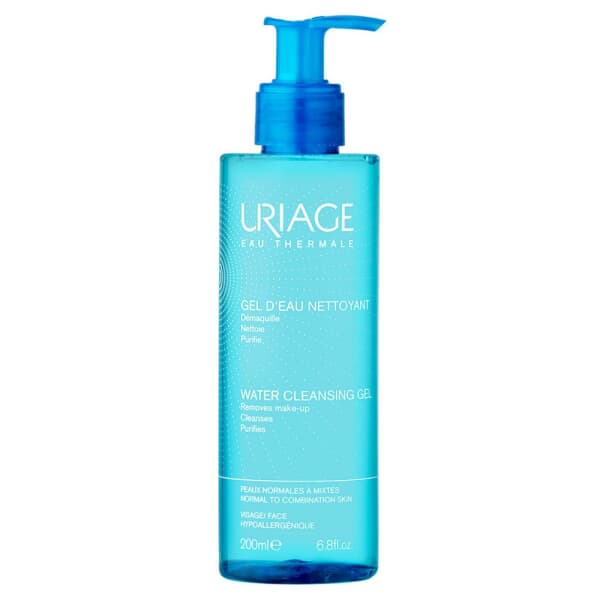 URIAGE
EAU THERMALE
GEL D'EAU NETTOYANT
Démaquille
Nettoie
Purifie
WATER CLEANSING GEL
Removes make-up
Cleanses
Purifies
PEAUX NORMALES À MIXTES
NORMAL TO COMBINATION SKIN
VISAGE/ FACE
HYPOALLERGÉNIQUE
200ml℮ 6.8fl.oz.